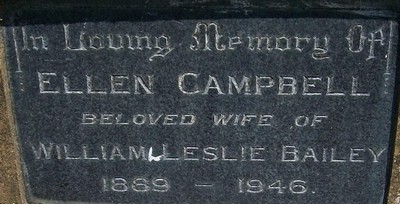 In Loving Memory Of
ELLEN CAMPBELL
BELOVED WIFE OF
WILLIAM LESLIE BAILEY
1889 - 1946.